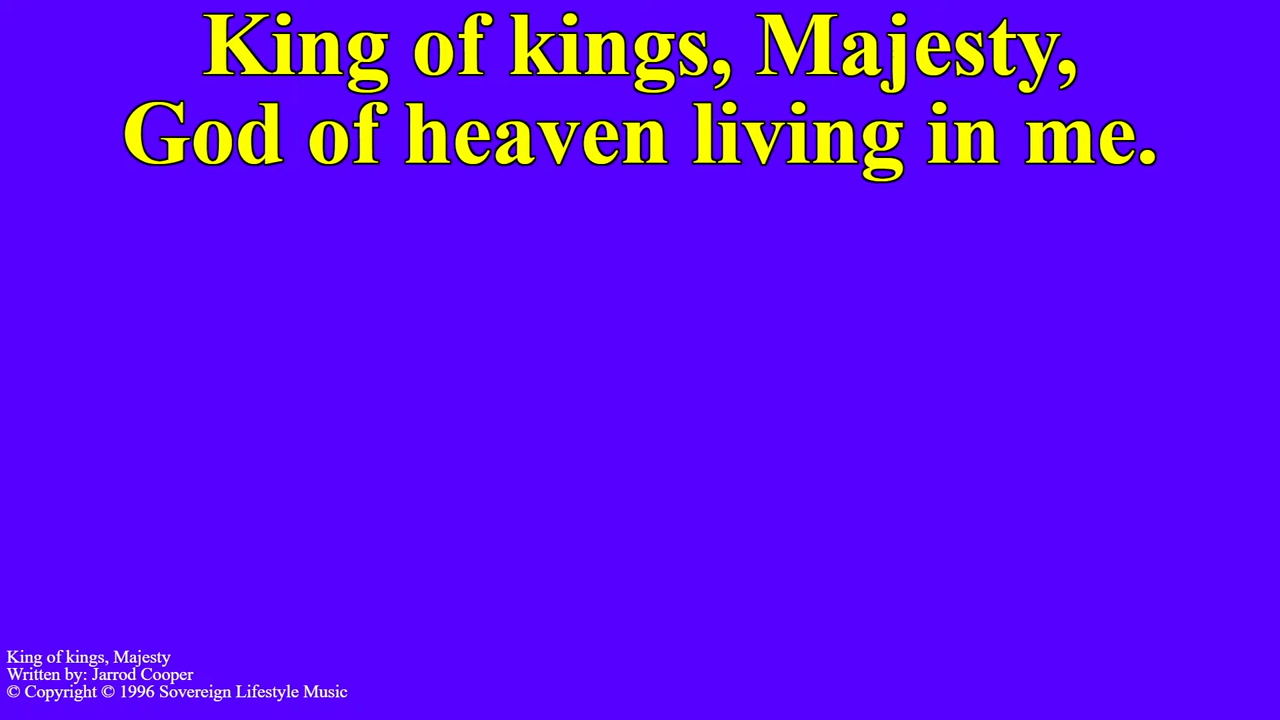 King of kings, Majesty,
God of heaven living in me.
King of kings, Majesty
Written by: Jarrod Cooper
© Copyright © 1996 Sovereign Lifestyle Music